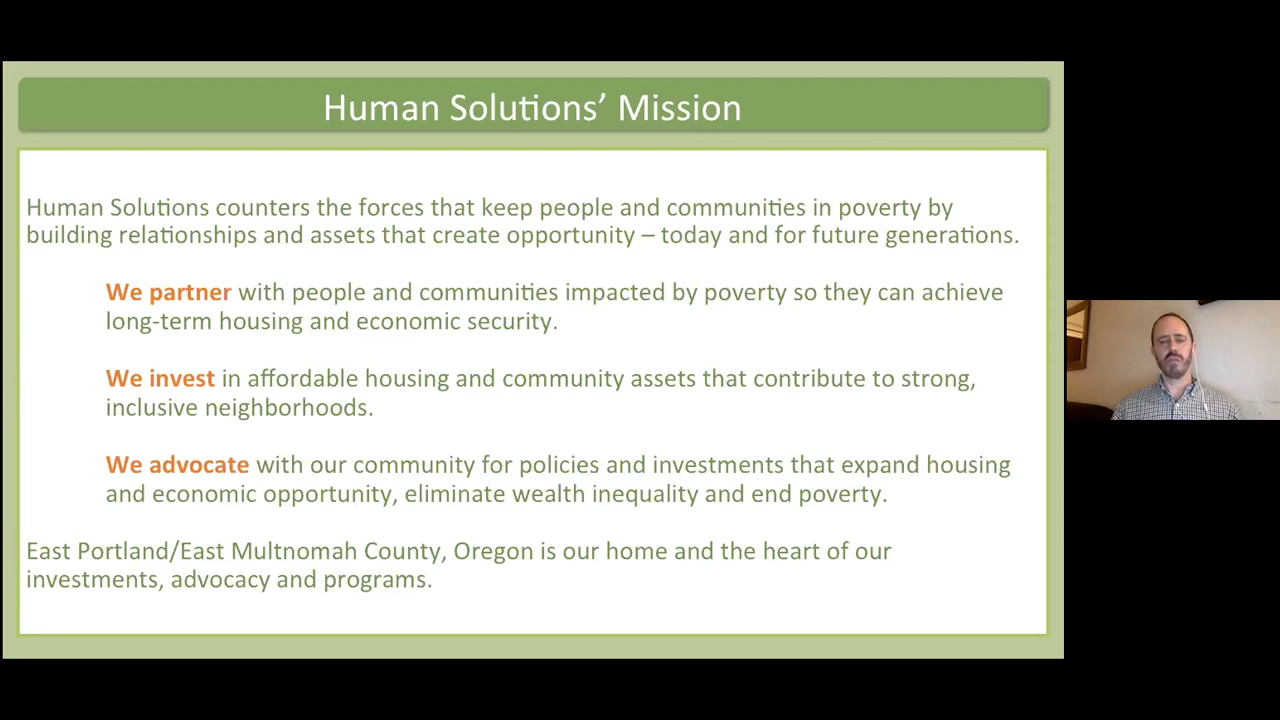 Human Solutions’ Mission
Human Solutions counters the forces that keep people and communities in poverty by
building relationships and assets that create opportunity – today and for future generations.
We partner with people and communities impacted by poverty so they can achieve
long-term housing and economic security.
We invest in affordable housing and community assets that contribute to strong,
inclusive neighborhoods.
We advocate with our community for policies and investments that expand housing
and economic opportunity, eliminate wealth inequality and end poverty.
East Portland/East Multnomah County, Oregon is our home and the heart of our
investments, advocacy and programs.